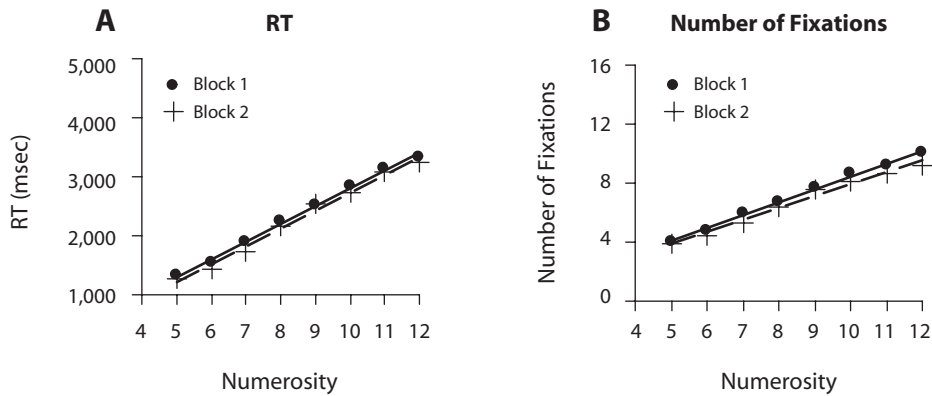 A RT
5,000
4,000
3,000
2,000
1,000
RT (msec)
Block 1
Block 2
4 5 6 7 8 9 10 11 12
Numerosity
B Number of Fixations
16
12
8
4
0
Number of Fixations
Block 1
Block 2
4 5 6 7 8 9 10 11 12
Numerosity